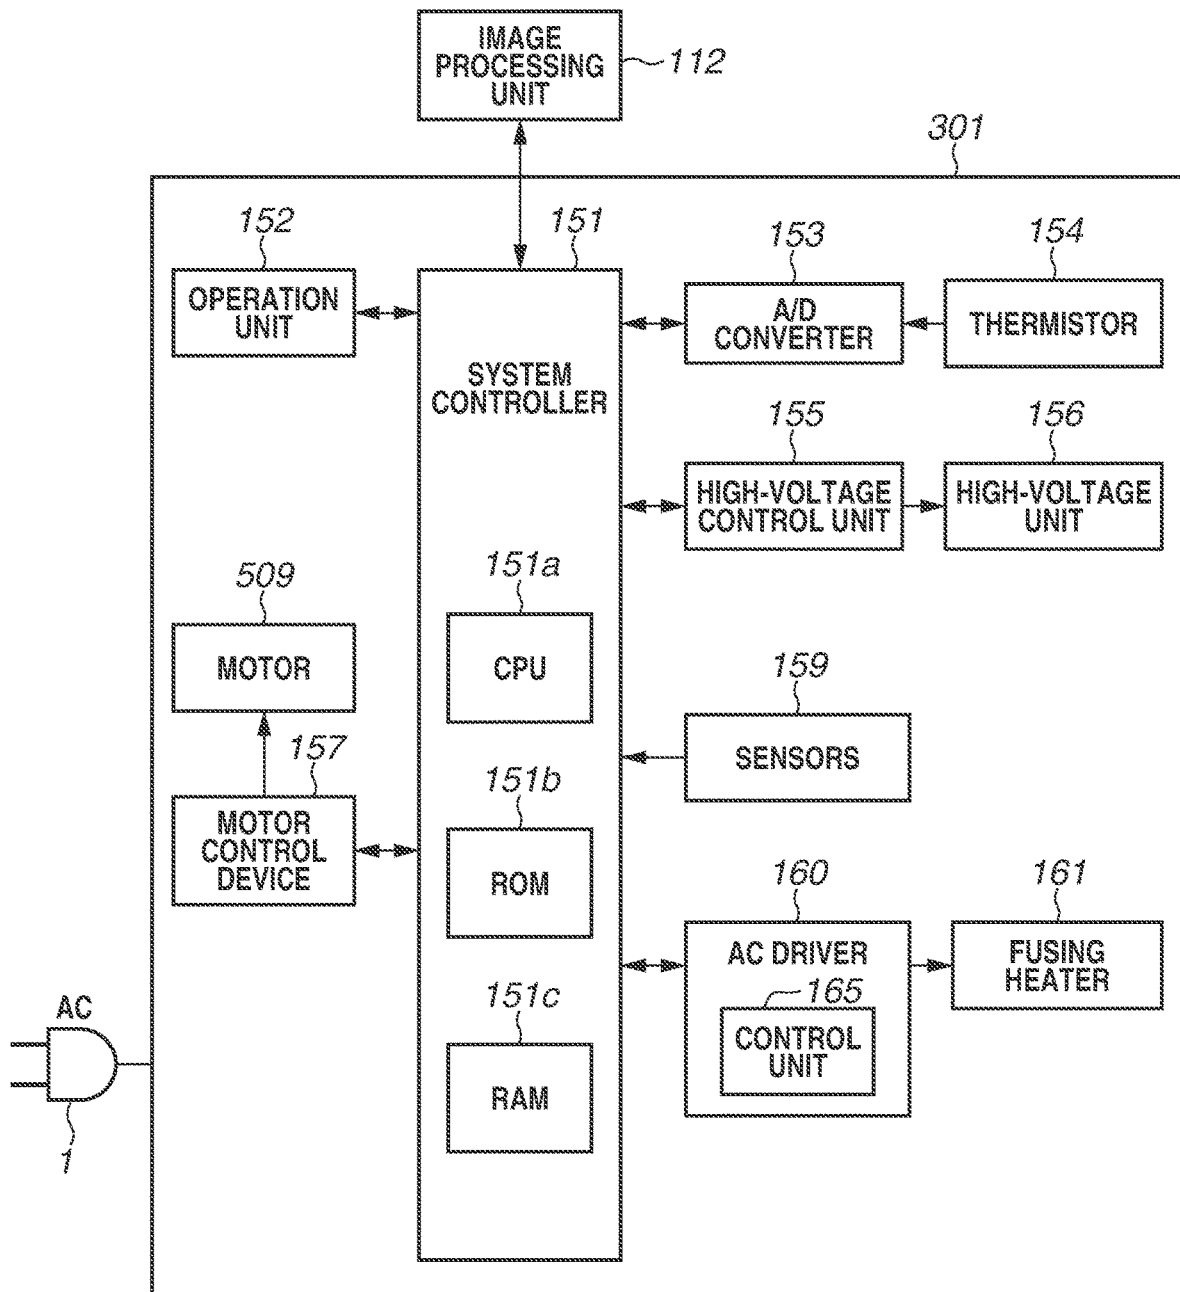 IMAGE
PROCESSING
UNIT
112
301
152
151
153
154
OPERATION
UNIT
A/D
CONVERTER
THERMISTOR
SYSTEM
CONTROLLER
155
156
HIGH-VOLTAGE
CONTROL UNIT
HIGH-VOLTAGE
UNIT
509
151a
MOTOR
CPU
159
SENSORS
157
151b
MOTOR
CONTROL
DEVICE
ROM
160
161
AC DRIVER
FUSING
HEATER
151c
165
CONTROL
UNIT
AC
RAM
1